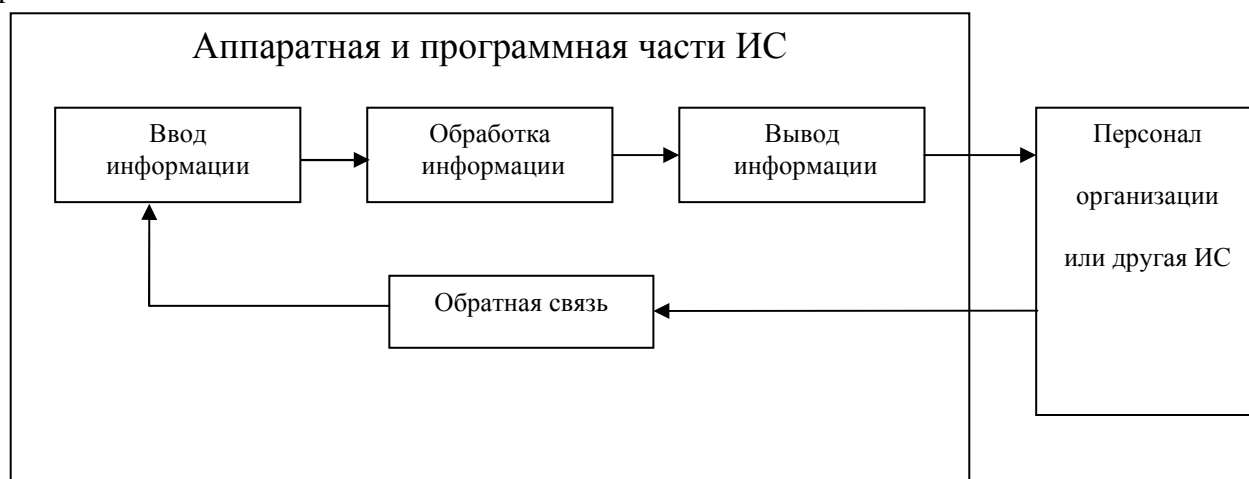 Аппаратная и программная части ИС
Ввод
информации
Обработка
информации
Вывод
информации
Персонал
организации
или другая ИС
Обратная связь